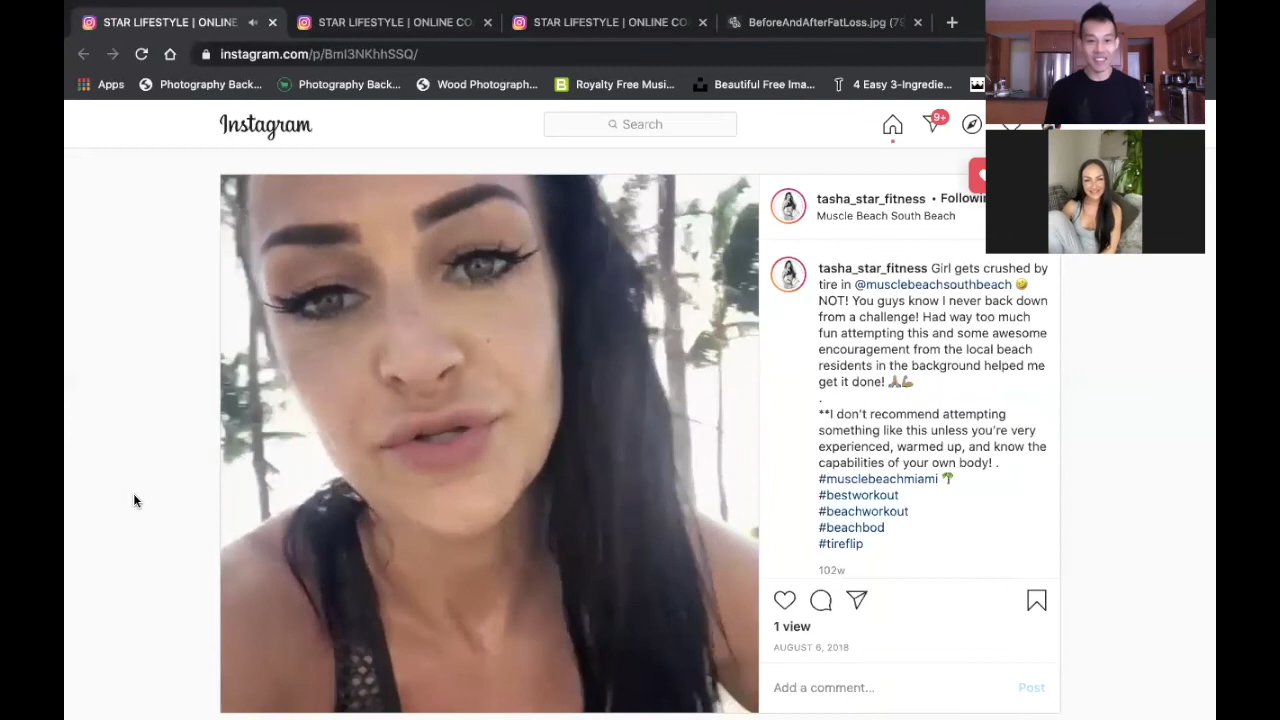 STAR LIFESTYLE | ONLINE
STAR LIFESTYLE | ONLINE CO
STAR LIFESTYLE | ONLINE CO
BeforeAndAfterFatLoss.jpg (79
instagram.com/p/BmI3NKhhSSQ/
Apps
Photography Back...
Photography Back...
Wood Photograph...
Royalty Free Musi...
Beautiful Free Ima...
4 Easy 3-Ingredie...
Instagram
Search
9+
tasha_star_fitness • Followin
Muscle Beach South Beach
tasha_star_fitness Girl gets crushed by
tire in @musclebeachsouthbeach 🤣
NOT! You guys know I never back down
from a challenge! Had way too much
fun attempting this and some awesome
encouragement from the local beach
residents in the background helped me
get it done! 🙏🏽💪🏽
.
**I don't recommend attempting
something like this unless you're very
experienced, warmed up, and know the
capabilities of your own body! .
#musclebeachmiami 🌴
#bestworkout
#beachworkout
#beachbod
#tireflip
102w
1 view
AUGUST 6, 2018
Add a comment...
Post